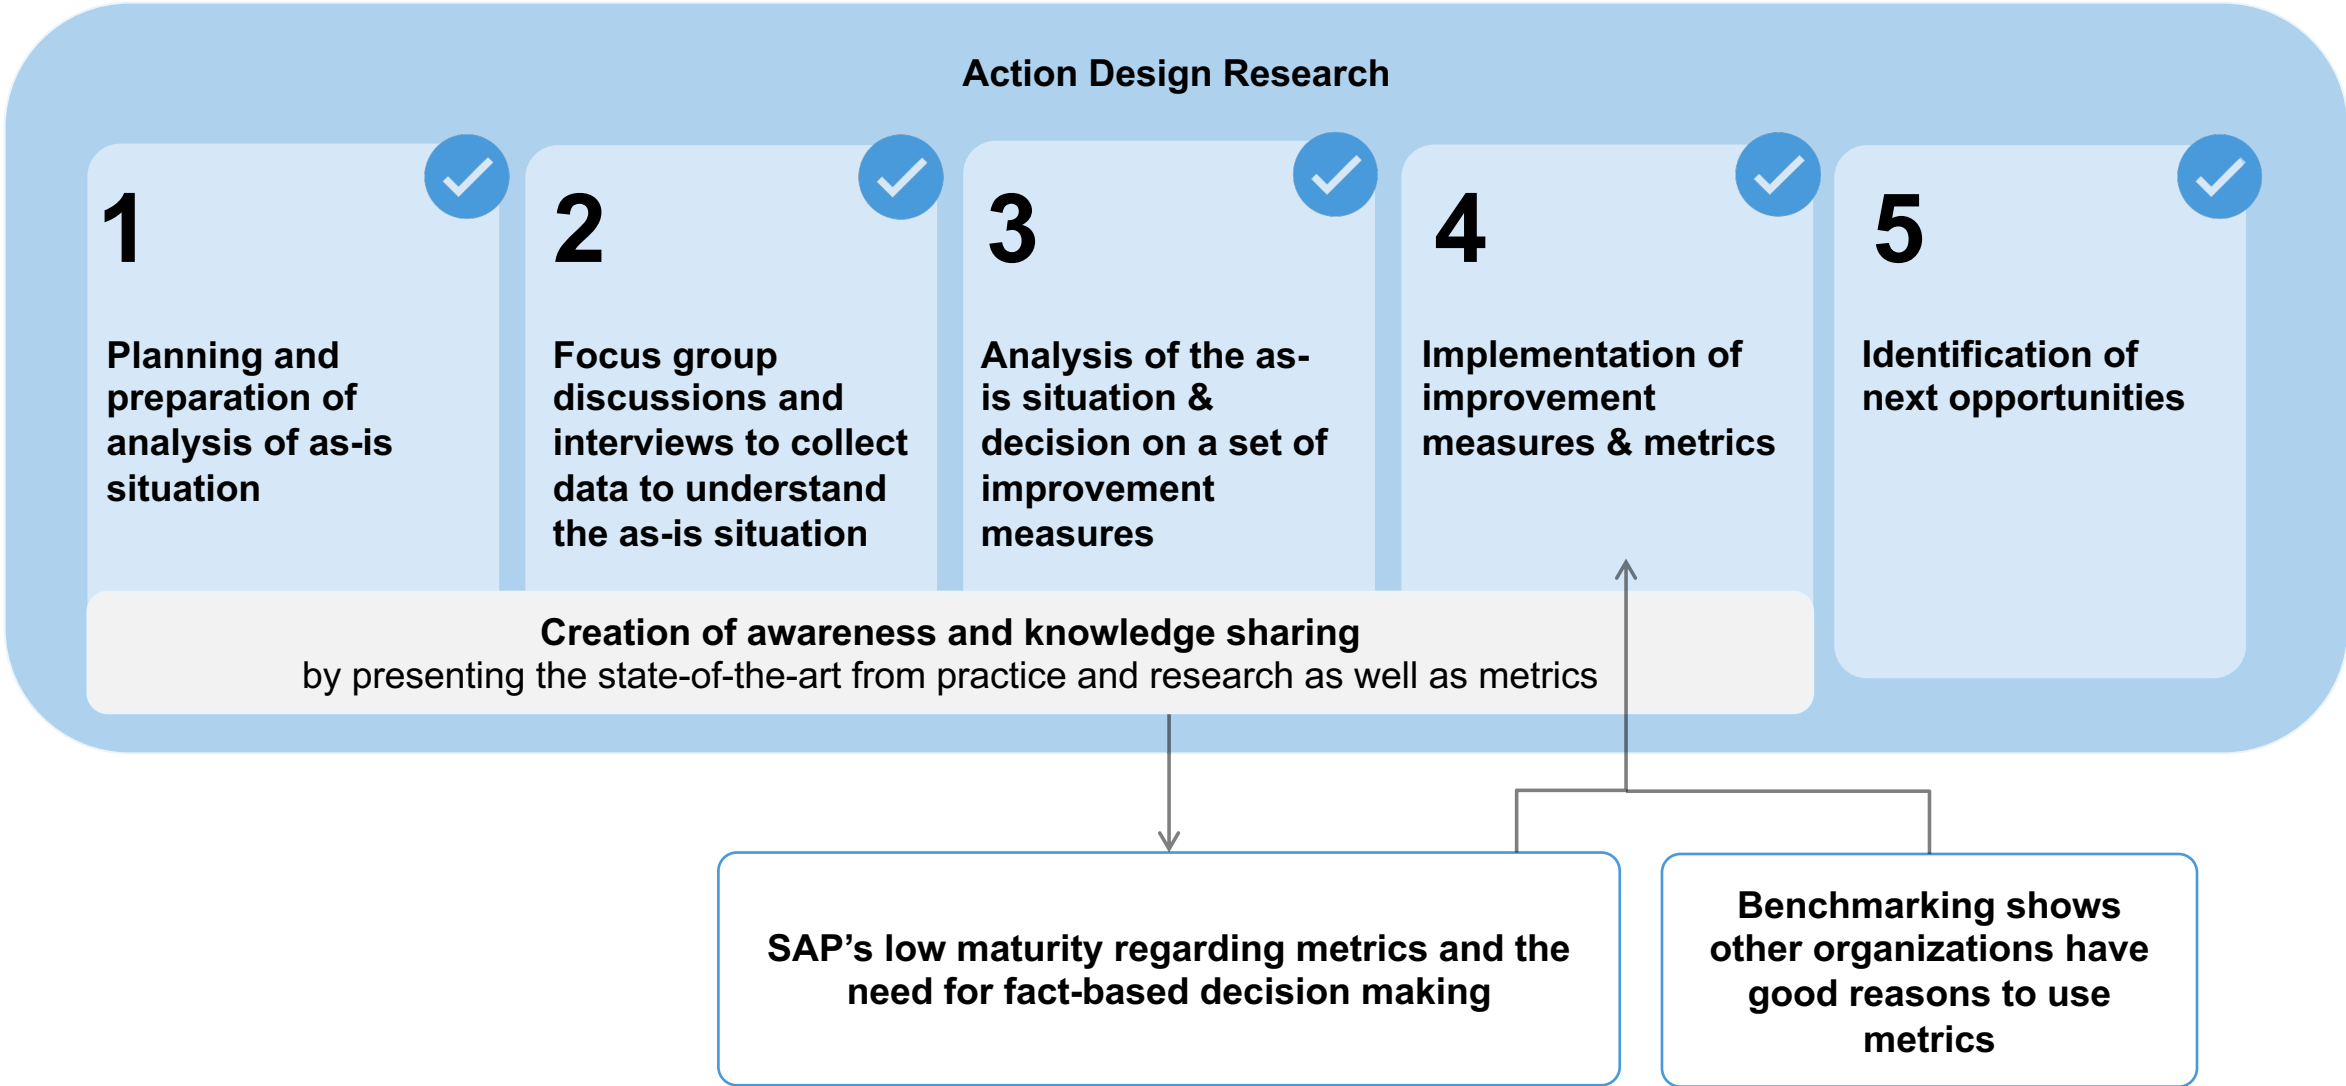 Action Design Research
1
Planning and
preparation of
analysis of as-is
situation
2
Focus group
discussions and
interviews to collect
data to understand
the as-is situation
3
Analysis of the as-
is situation &
decision on a set of
improvement
measures
4
Implementation of
improvement
measures & metrics
5
Identification of
next opportunities
Creation of awareness and knowledge sharing
by presenting the state-of-the-art from practice and research as well as metrics
SAP’s low maturity regarding metrics and the
need for fact-based decision making
Benchmarking shows
other organizations have
good reasons to use
metrics